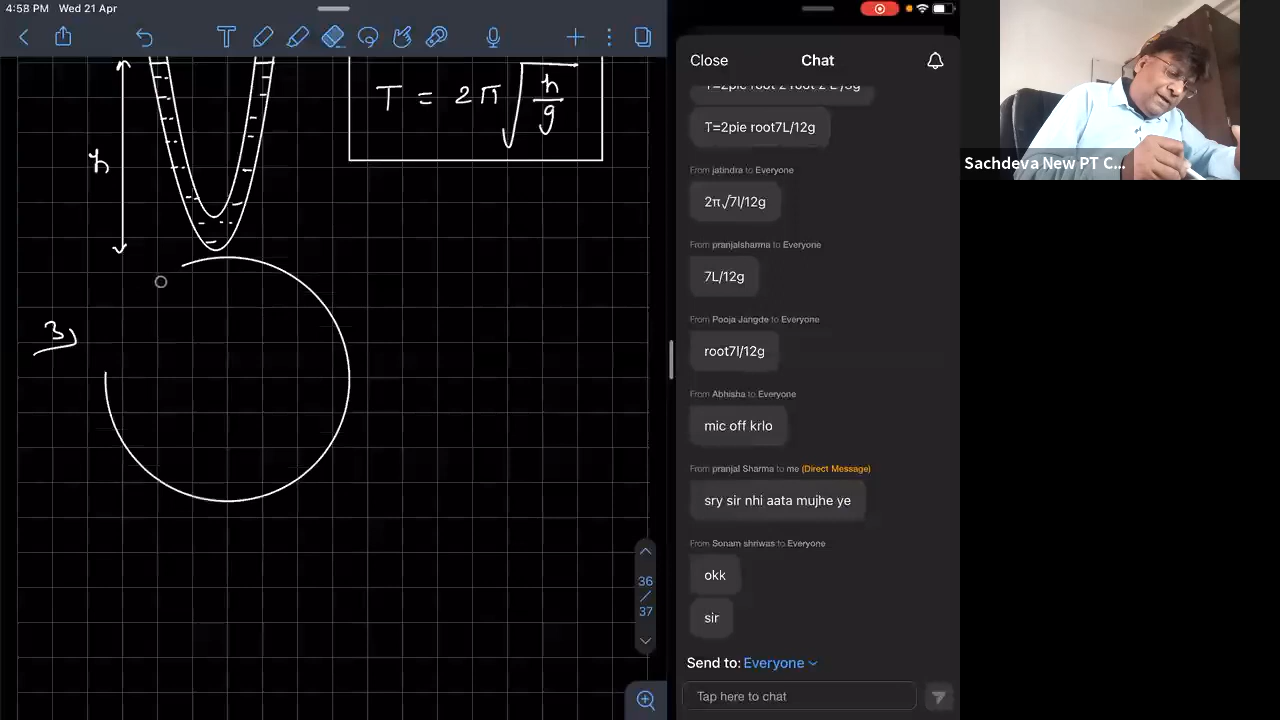 4:58 PM Wed 21 Apr
T = 2π √h/g
h
3)
36
/
37
Close
Chat
T=2pie root7L/12g
From jatindra to Everyone
2π√7l/12g
From pranjalsharma to Everyone
7L/12g
From Pooja Jangde to Everyone
root7l/12g
From Abhisha to Everyone
mic off krlo
From pranjal Sharma to me (Direct Message)
sry sir nhi aata mujhe ye
From Sonam shriwas to Everyone
okk
sir
Send to: Everyone
Tap here to chat
Sachdeva New PT C...